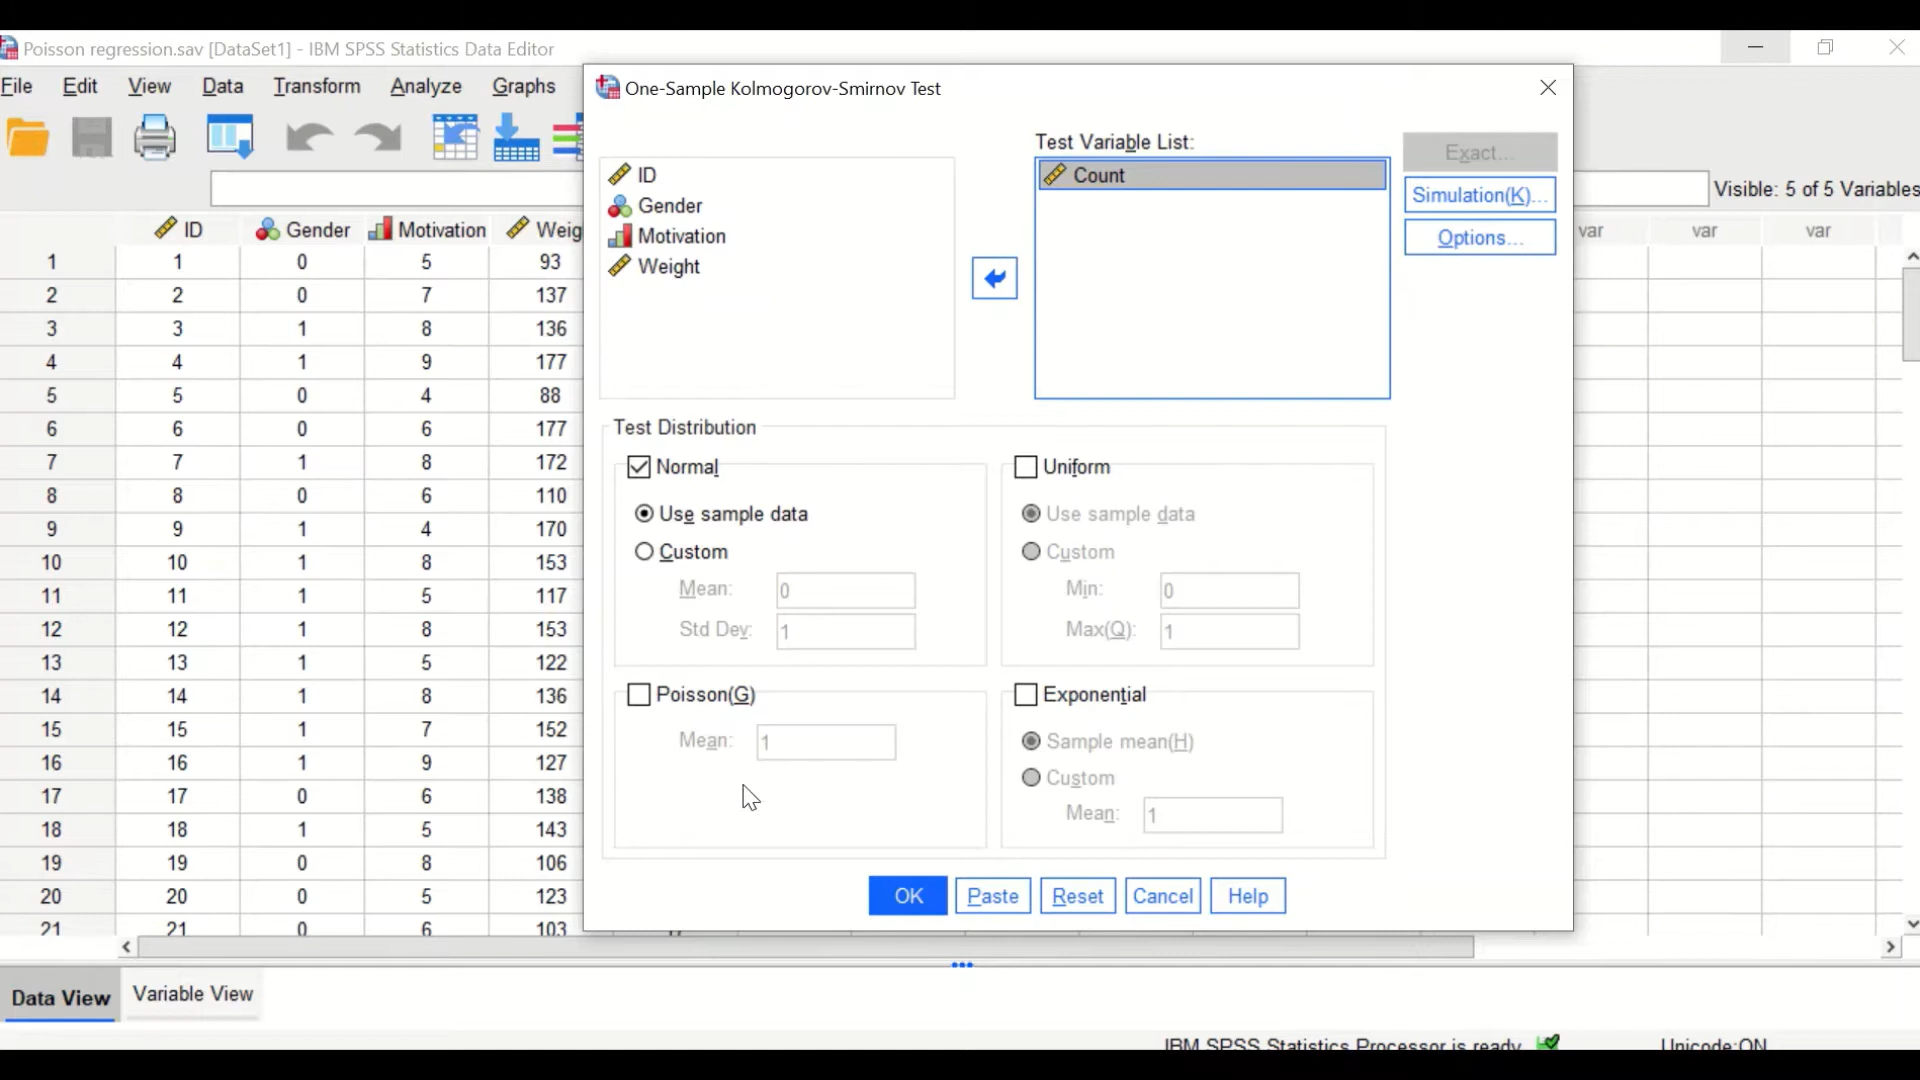 Poisson regression.sav [DataSet1] - IBM SPSS Statistics Data Editor
File Edit View Data Transform Analyze Graphs
Visible: 5 of 5 Variables
ID Gender Motivation Weig var var var
1 1 0 5 93
2 2 0 7 137
3 3 1 8 136
4 4 1 9 177
5 5 0 4 88
6 6 0 6 177
7 7 1 8 172
8 8 0 6 110
9 9 1 4 170
10 10 1 8 153
11 11 1 5 117
12 12 1 8 153
13 13 1 5 122
14 14 1 8 136
15 15 1 7 152
16 16 1 9 127
17 17 0 6 138
18 18 1 5 143
19 19 0 8 106
20 20 0 5 123
21 21 0 6 103
One-Sample Kolmogorov-Smirnov Test
Test Variable List:
ID
Gender
Motivation
Weight
Count
Exact...
Simulation(K)...
Options...
Test Distribution
Normal
Use sample data
Custom
Mean: 0
Std Dev: 1
Uniform
Use sample data
Custom
Min: 0
Max(Q): 1
Poisson(G)
Mean: 1
Exponential
Sample mean(H)
Custom
Mean: 1
OK Paste Reset Cancel Help
Data View Variable View
IBM SPSS Statistics Processor is ready Unicode:ON